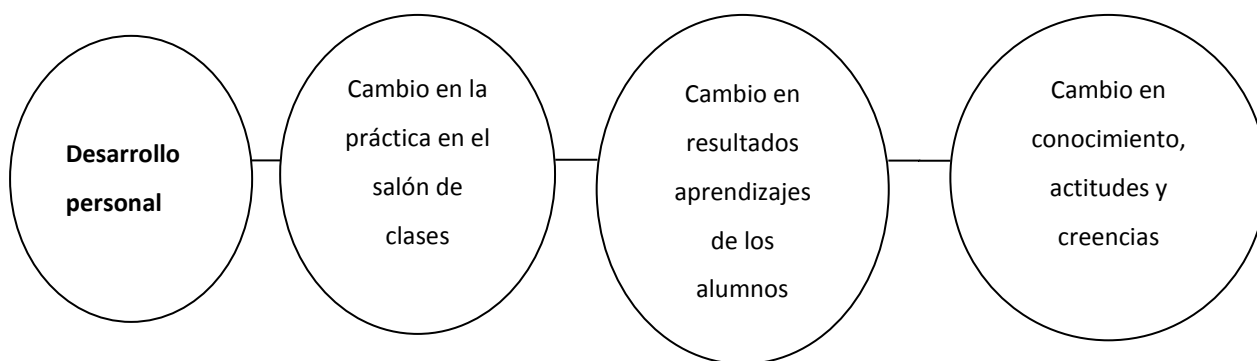 Desarrollo
personal
Cambio en la
práctica en el
salón de
clases
Cambio en
resultados
aprendizajes
de los
alumnos
Cambio en
conocimiento,
actitudes y
creencias